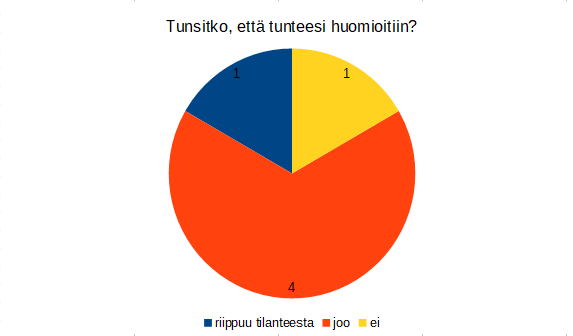 Tunsitko, että tunteesi huomioitiin?
1
1
4
riippuu tilanteesta joo ei